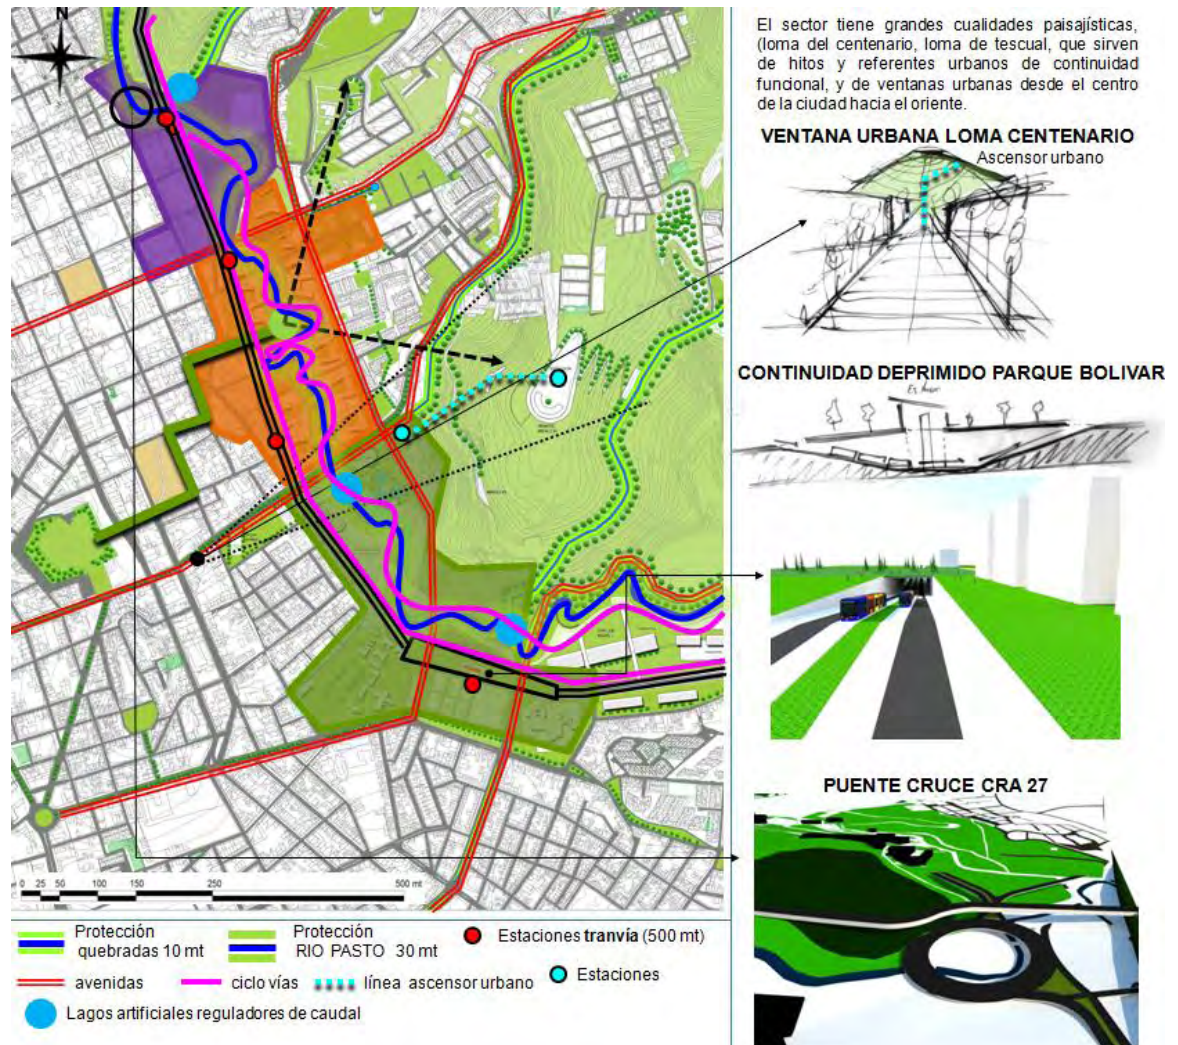 N
El sector tiene grandes cualidades paisajísticas,
(loma del centenario, loma de tescual, que sirven
de hitos y referentes urbanos de continuidad
funcional, y de ventanas urbanas desde el centro
de la ciudad hacia el oriente.
VENTANA URBANA LOMA CENTENARIO
Ascensor urbano
CONTINUIDAD DEPRIMIDO PARQUE BOLIVAR
PUENTE CRUCE CRA 27
0 25 50 100 150 250 500 mt
Protección
quebradas 10 mt
Protección
RIO PASTO 30 mt
Estaciones tranvía (500 mt)
avenidas
ciclo vías
línea ascensor urbano
Estaciones
Lagos artificiales reguladores de caudal